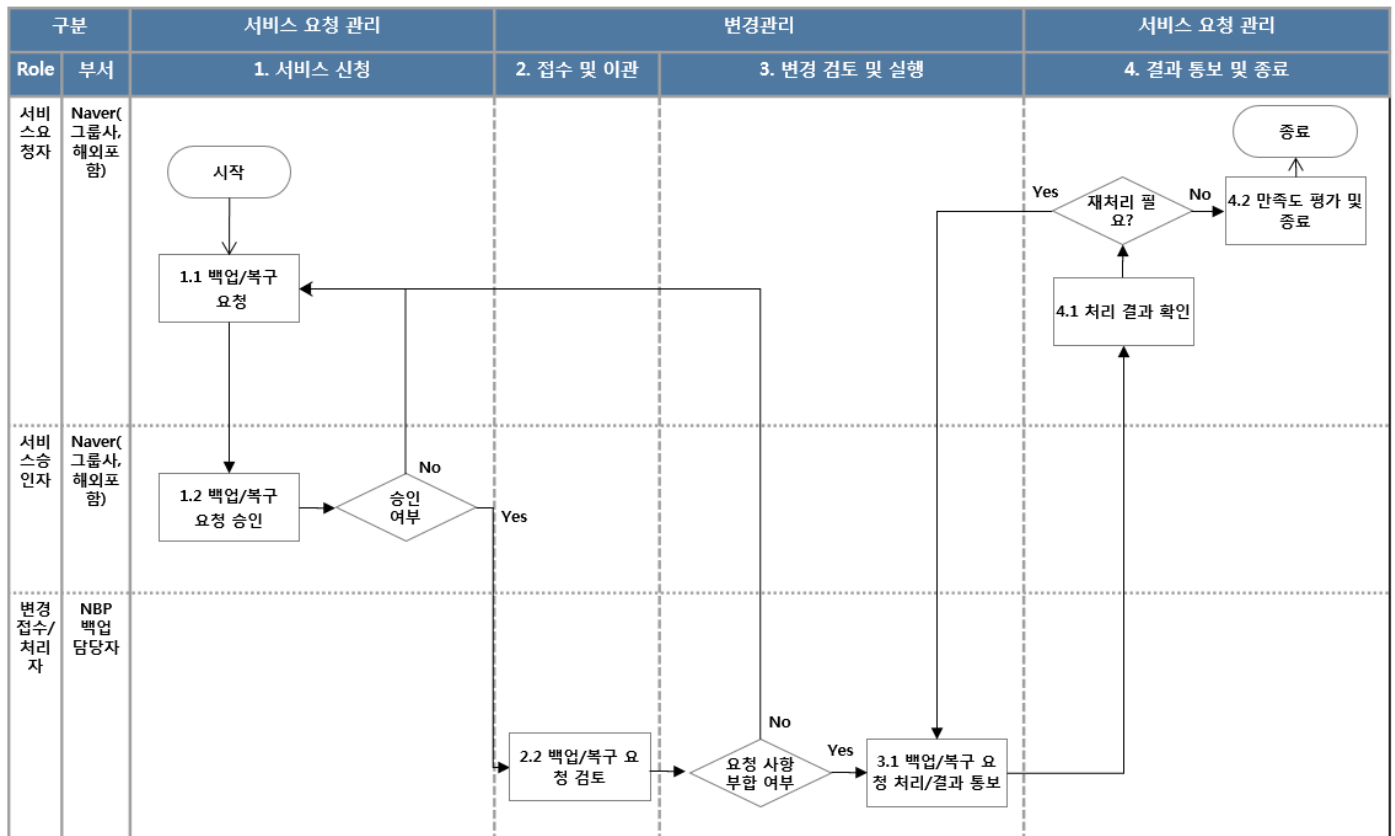 구분
서비스 요청 관리
변경관리
서비스 요청 관리
Role
부서
1. 서비스 신청
2. 접수 및 이관
3. 변경 검토 및 실행
4. 결과 통보 및 종료
서비
스요
청자
Naver(
그룹사,
해외포
함)
시작
1.1 백업/복구
요청
종료
Yes
재처리 필
요?
No
4.2 만족도 평가 및
종료
4.1 처리 결과 확인
서비
스승
인자
Naver(
그룹사,
해외포
함)
1.2 백업/복구
요청 승인
No
승인
여부
Yes
변경
접수/
처리
자
NBP
백업
담당자
2.2 백업/복구 요
청 검토
No
요청 사항
부합 여부
Yes
3.1 백업/복구 요
청 처리/결과 통보